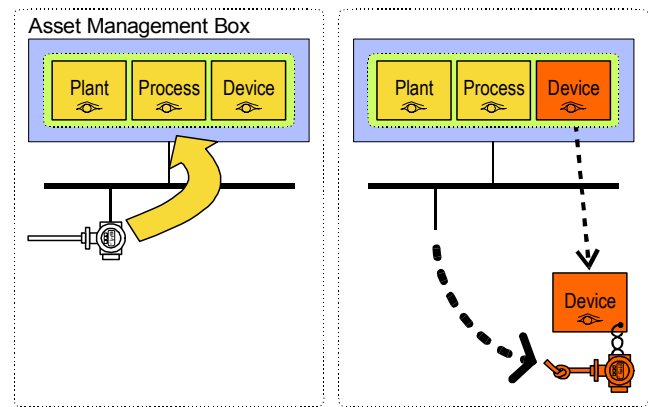 Asset Management Box
Plant Process Device
Plant Process Device
Device